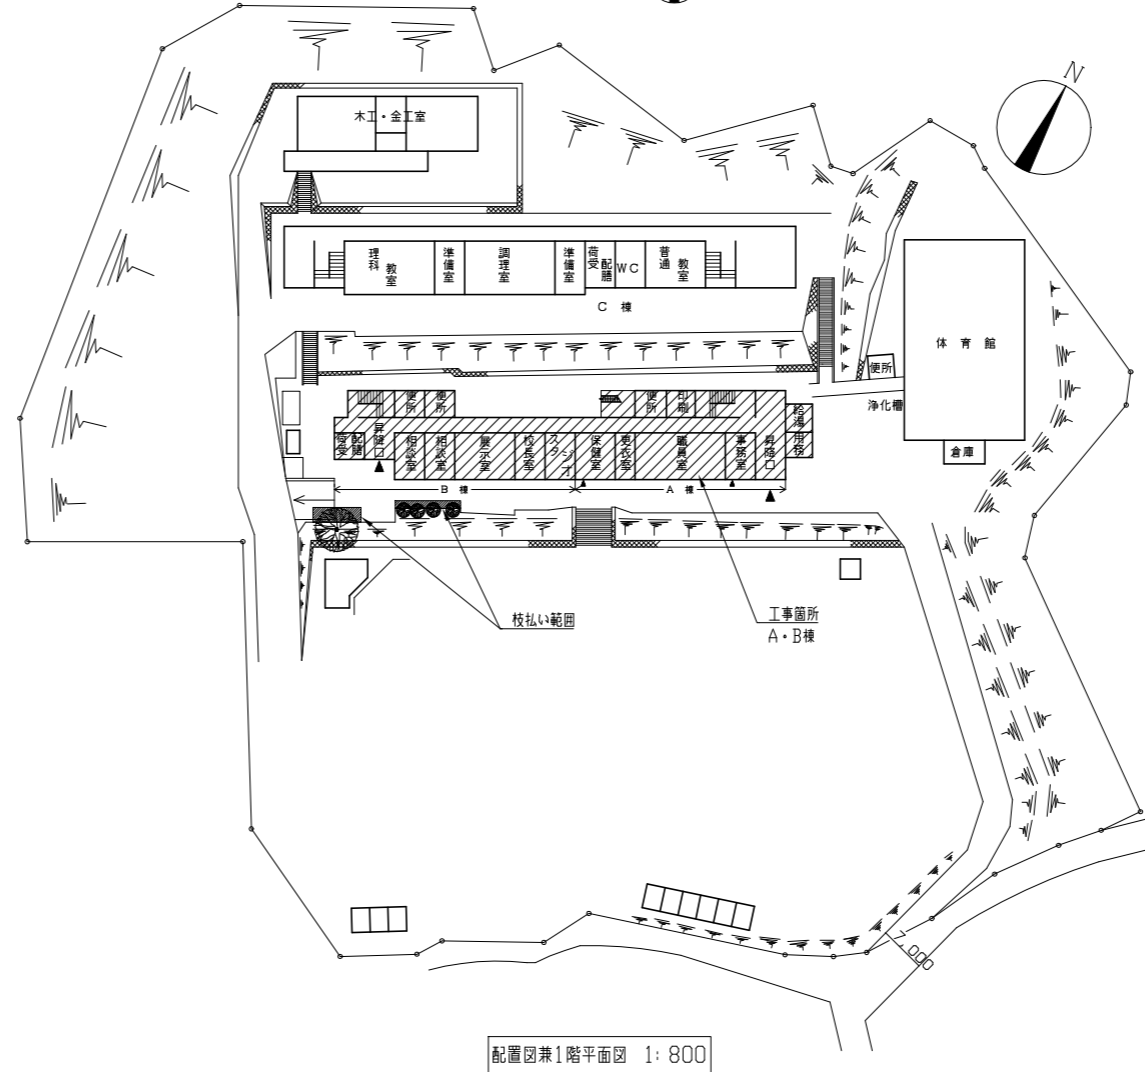 N
木工・金工室
理科教室
準備室
調理室
準備室
荷受
配膳
WC
普通教室
C 棟
体育館
便所
浄化槽
倉庫
便所
便所
便所
印刷
給湯
用務
荷受
配膳
昇降口
相談室
相談室
展示室
校長室
スタジオ
保健室
更衣室
職員室
事務室
昇降口
B 棟
A 棟
枝払い範囲
工事箇所
A・B棟
7,000
配置図兼1階平面図 1:800